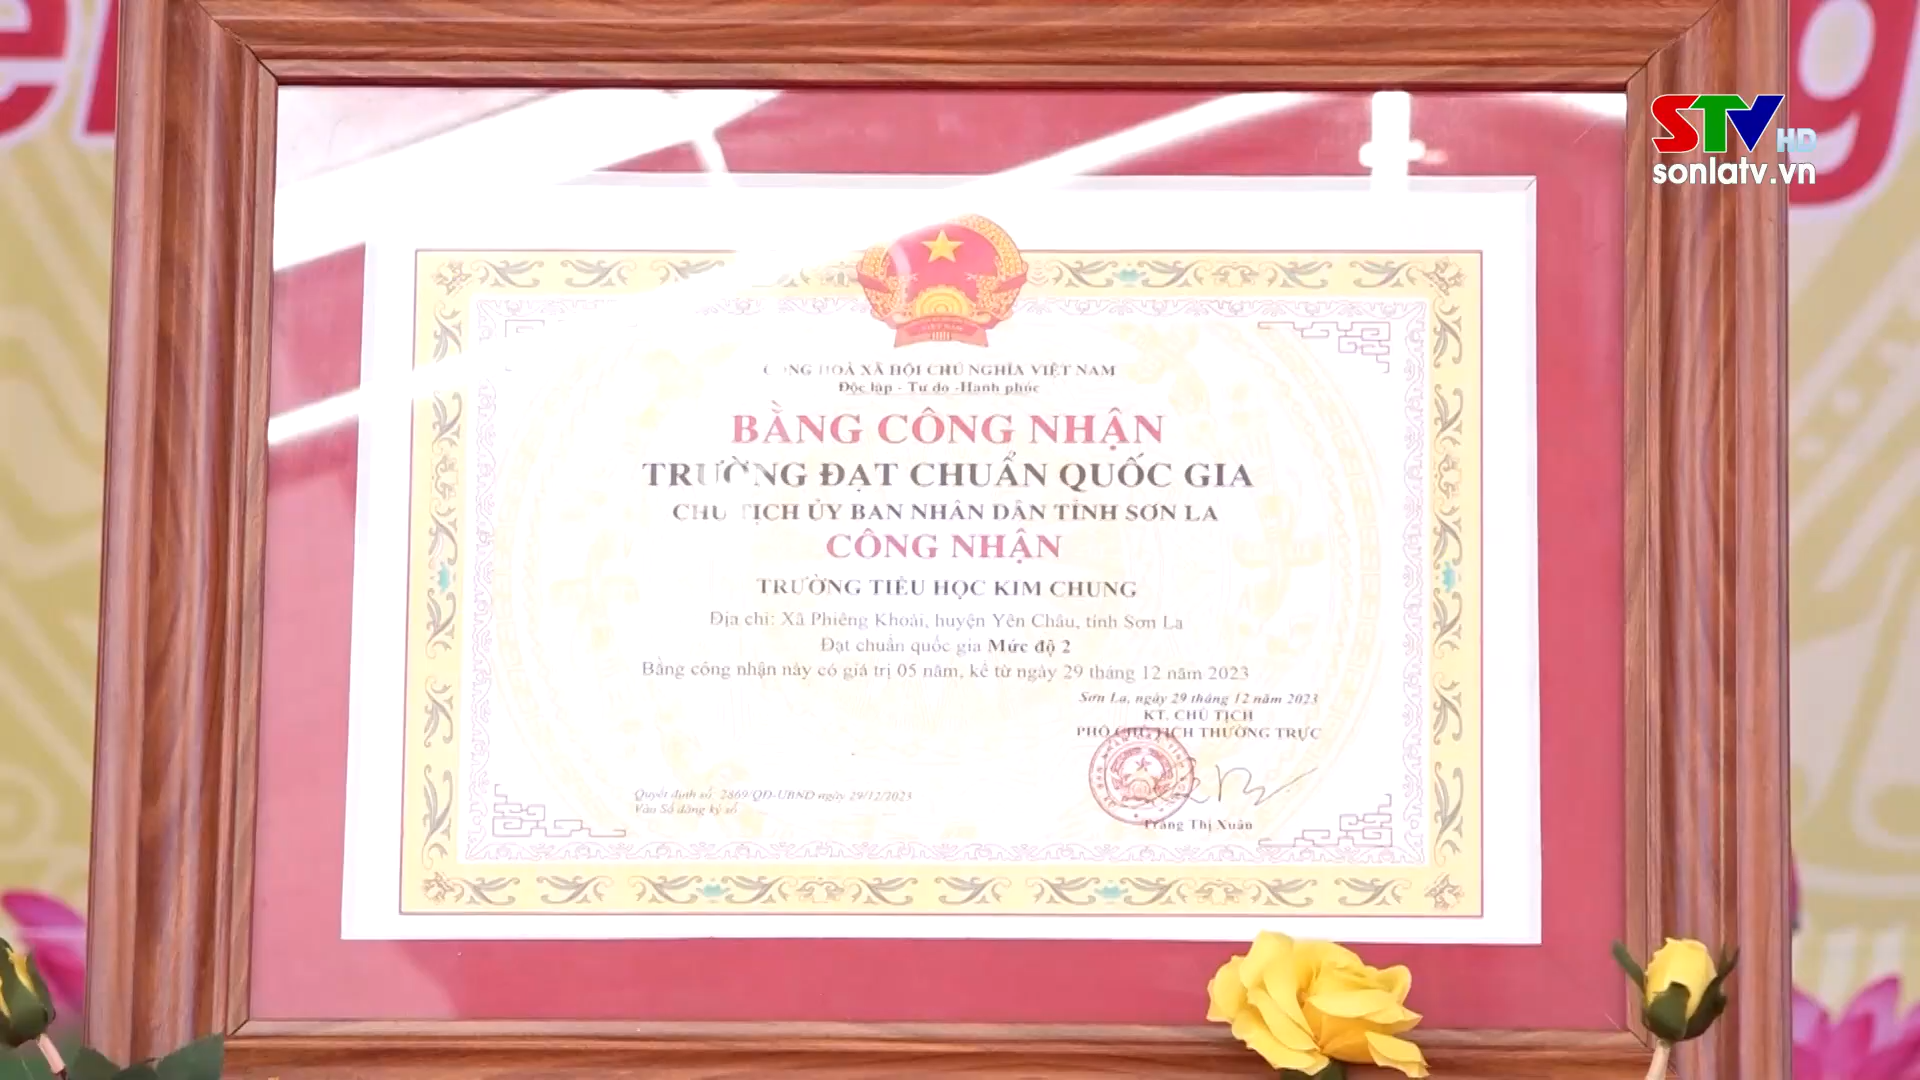 STV HD
sonlatv.vn
VIỆT NAM
CỘNG HOÀ XÃ HỘI CHỦ NGHĨA VIỆT NAM
Độc lập - Tự do -Hạnh phúc
BẰNG CÔNG NHẬN
TRƯỜNG ĐẠT CHUẨN QUỐC GIA
CHỦ TỊCH ỦY BAN NHÂN DÂN TỈNH SƠN LA
CÔNG NHẬN
TRƯỜNG TIỂU HỌC KIM CHUNG
Địa chỉ: Xã Phiêng Khoài, huyện Yên Châu, tỉnh Sơn La
Đạt chuẩn quốc gia Mức độ 2
Bằng công nhận này có giá trị 05 năm, kể từ ngày 29 tháng 12 năm 2023
Sơn La, ngày 29 tháng 12 năm 2023
KT. CHỦ TỊCH
PHÓ CHỦ TỊCH THƯỜNG TRỰC
Quyết định số: 2869/QĐ-UBND ngày 29/12/2023
Vào Sổ đăng ký số
Tráng Thị Xuân